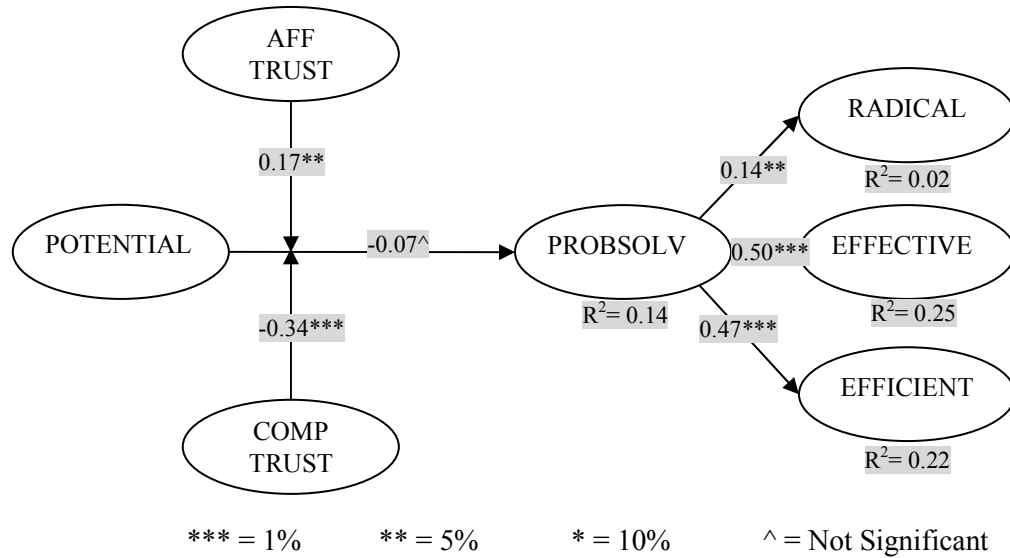 AFF
TRUST
0.17**
POTENTIAL
-0.07^
-0.34***
COMP
TRUST
PROBSOLV
R²= 0.14
0.14**
0.50***
0.47***
RADICAL
R²= 0.02
EFFECTIVE
R²= 0.25
EFFICIENT
R²= 0.22
*** = 1% ** = 5% * = 10% ^ = Not Significant